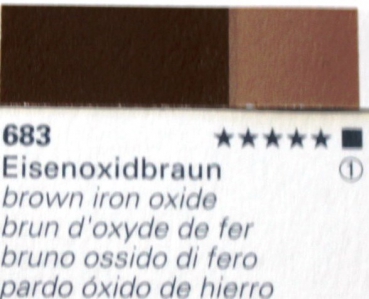 683 ★★★★★ ■
Eisenoxidbraun ①
brown iron oxide
brun d'oxyde de fer
bruno ossido di fero
pardo óxido de hierro